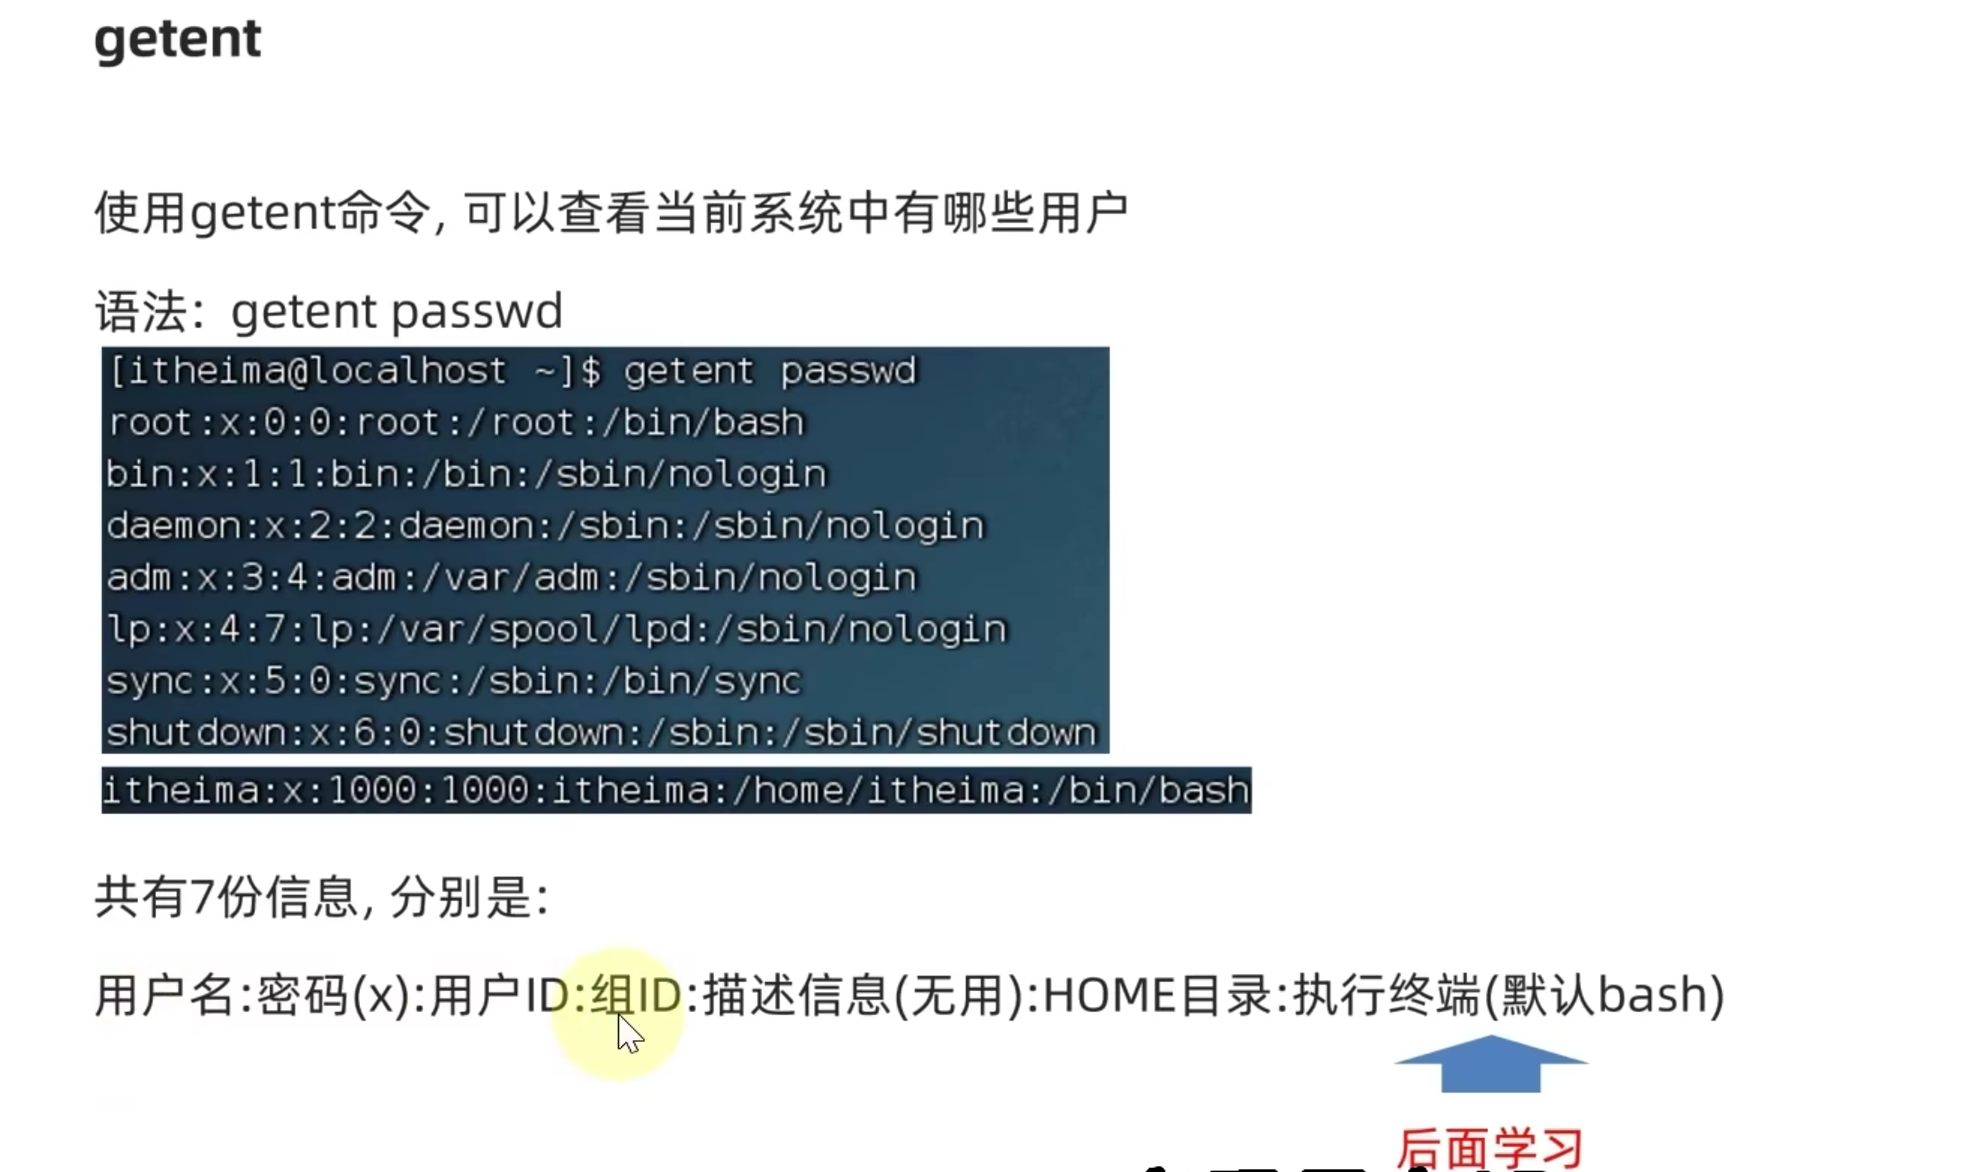 getent
使用getent命令, 可以查看当前系统中有哪些用户
语法：getent passwd
[itheima@localhost ~]$ getent passwd
root:x:0:0:root:/root:/bin/bash
bin:x:1:1:bin:/bin:/sbin/nologin
daemon:x:2:2:daemon:/sbin:/sbin/nologin
adm:x:3:4:adm:/var/adm:/sbin/nologin
lp:x:4:7:lp:/var/spool/lpd:/sbin/nologin
sync:x:5:0:sync:/sbin:/bin/sync
shutdown:x:6:0:shutdown:/sbin:/sbin/shutdown
itheima:x:1000:1000:itheima:/home/itheima:/bin/bash
共有7份信息, 分别是：
用户名:密码(x):用户ID:组ID:描述信息(无用):HOME目录:执行终端(默认bash)
后面学习